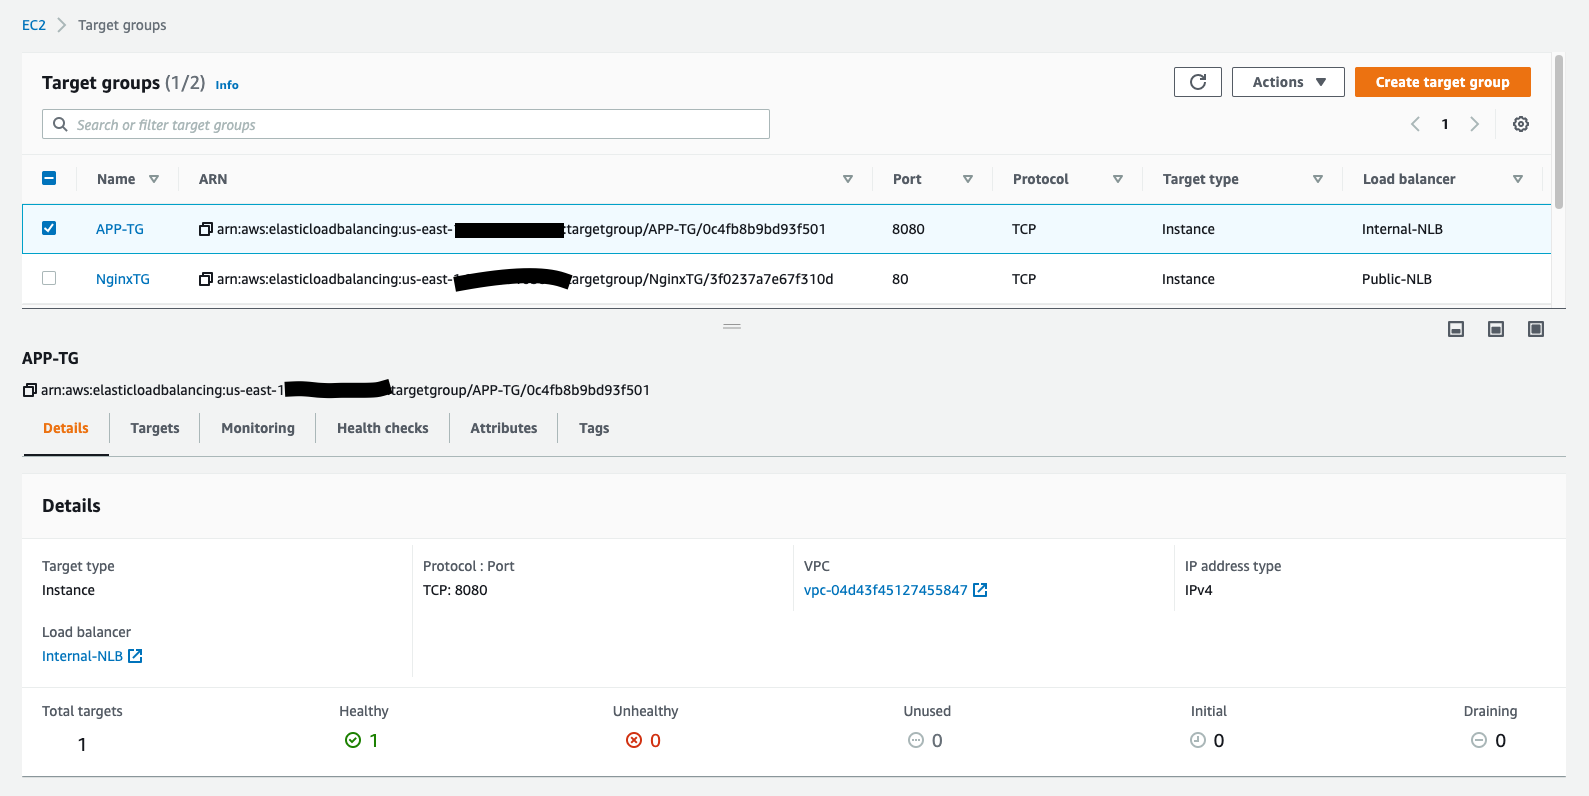 EC2 > Target groups
Target groups (1/2) Info
Actions
Create target group
Search or filter target groups
1
Name ARN Port Protocol Target type Load balancer
APP-TG arn:aws:elasticloadbalancing:us-east- :targetgroup/APP-TG/0c4fb8b9bd93f501 8080 TCP Instance Internal-NLB
NginxTG arn:aws:elasticloadbalancing:us-east- targetgroup/NginxTG/3f0237a7e67f310d 80 TCP Instance Public-NLB
APP-TG
arn:aws:elasticloadbalancing:us-east-1 targetgroup/APP-TG/0c4fb8b9bd93f501
Details Targets Monitoring Health checks Attributes Tags
Details
Target type Protocol : Port VPC IP address type
Instance TCP: 8080 vpc-04d43f45127455847 IPv4
Load balancer
Internal-NLB
Total targets Healthy Unhealthy Unused Initial Draining
1 1 0 0 0 0